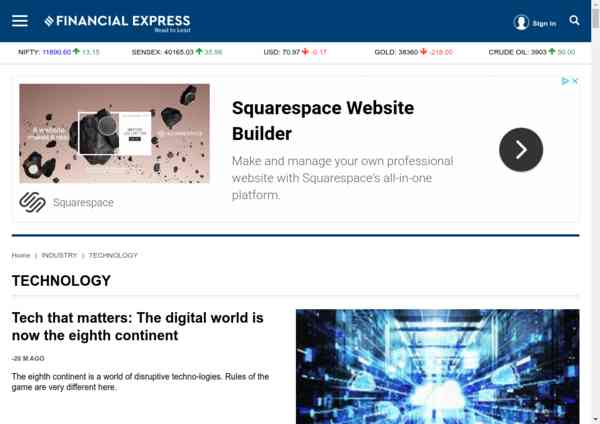 FINANCIAL EXPRESS
Read to Lead
Sign in
NIFTY: 11890.60 13.15
SENSEX: 40165.03 35.98
USD: 70.97 -0.17
GOLD: 38360 -218.00
CRUDE OIL: 3903 50.00
Squarespace Website
Builder
Make and manage your own professional
website with Squarespace's all-in-one
platform.
A website
makes it real
Squarespace
Home | INDUSTRY | TECHNOLOGY
TECHNOLOGY
Tech that matters: The digital world is
now the eighth continent
The eighth continent is a world of disruptive techno-logies. Rules of the
game are very different here.